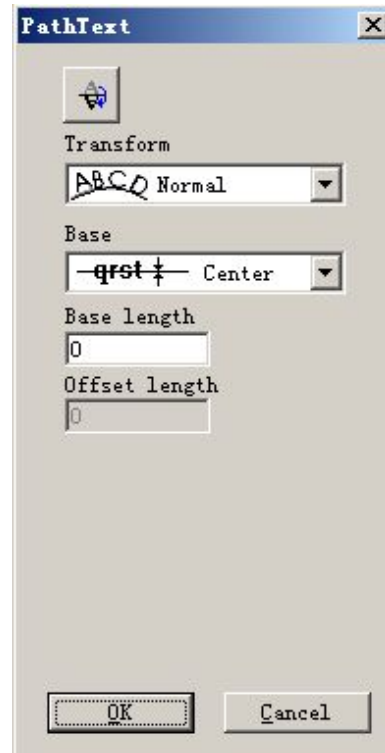 PathText
Transform
ABCD Normal
Base
qrst Center
Base length
0
Offset length
0
OK
Cancel